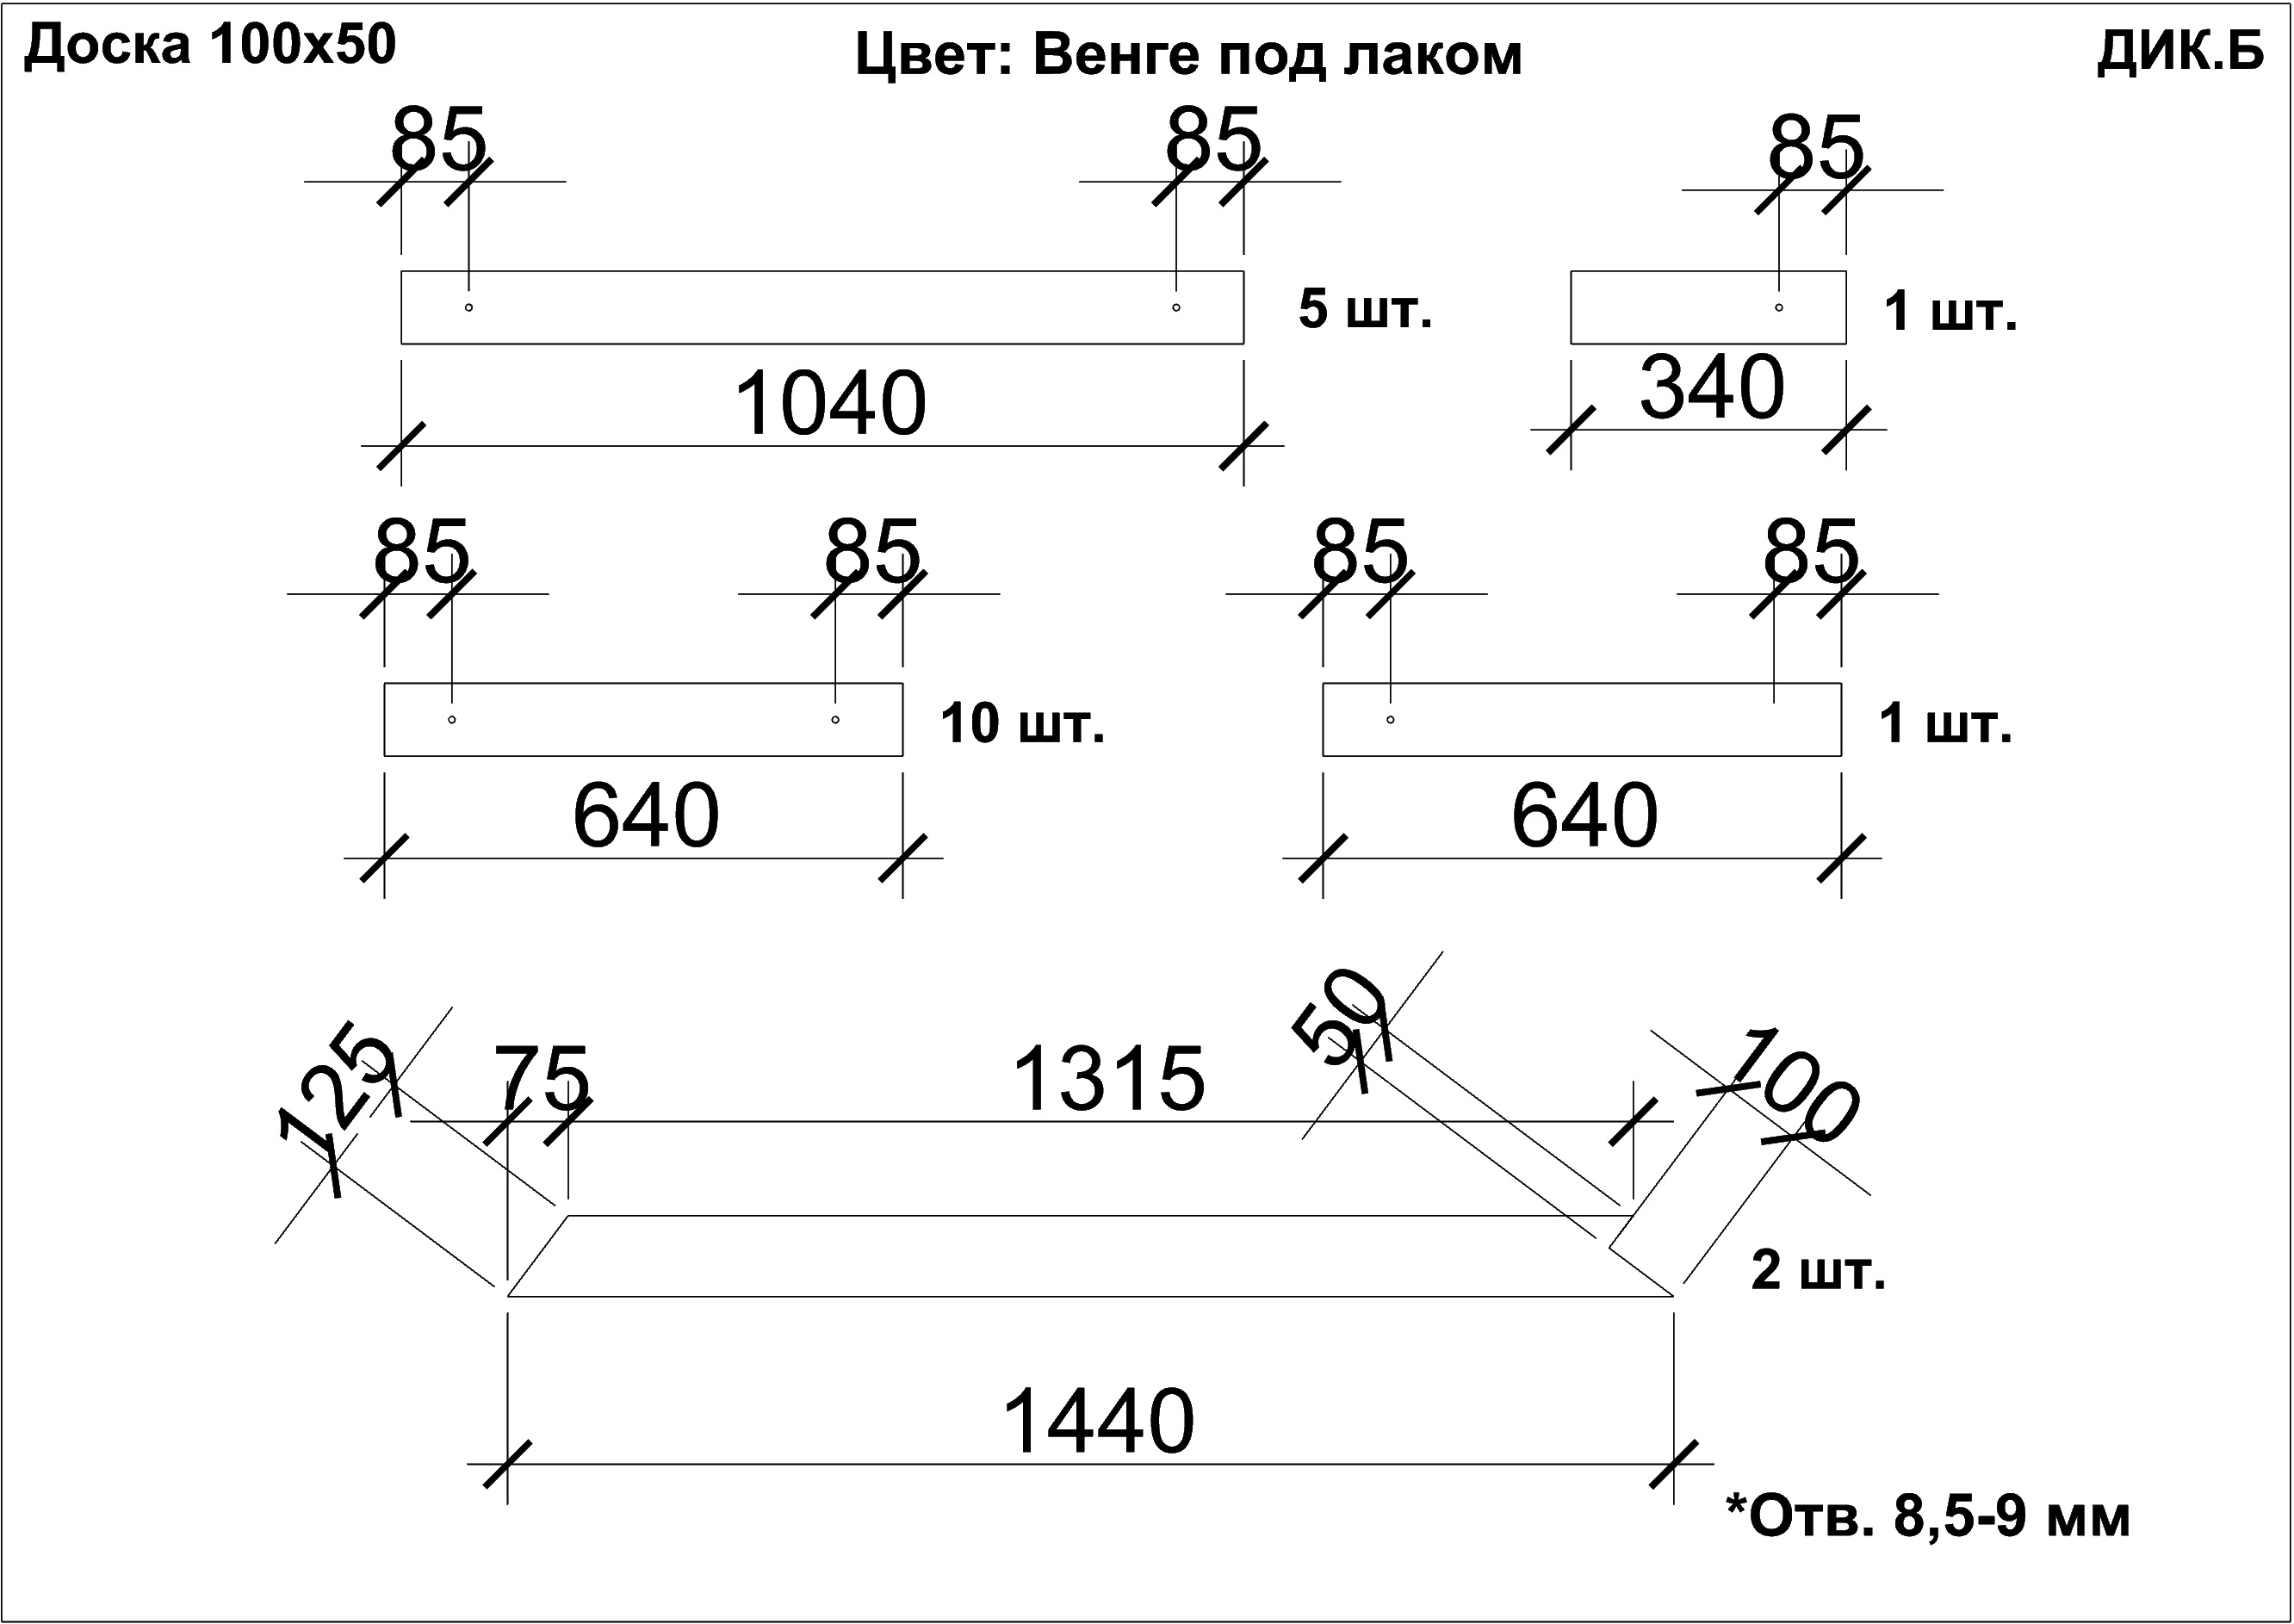 Доска 100х50
Цвет: Венге под лаком
ДИК.Б
85
85
85
5 шт.
1 шт.
1040
340
85
85
85
85
10 шт.
1 шт.
640
640
125
75
1315
50
100
2 шт.
1440
*Отв. 8,5-9 мм